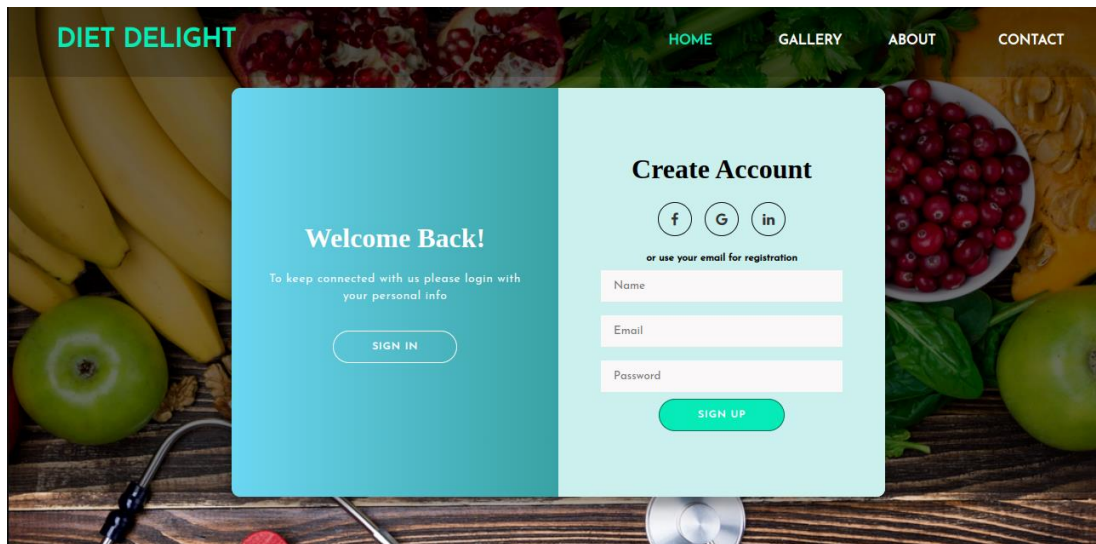 DIET DELIGHT
HOME GALLERY ABOUT CONTACT
Welcome Back!
To keep connected with us please login with
your personal info
SIGN IN
Create Account
f G in
or use your email for registration
Name
Email
Password
SIGN UP